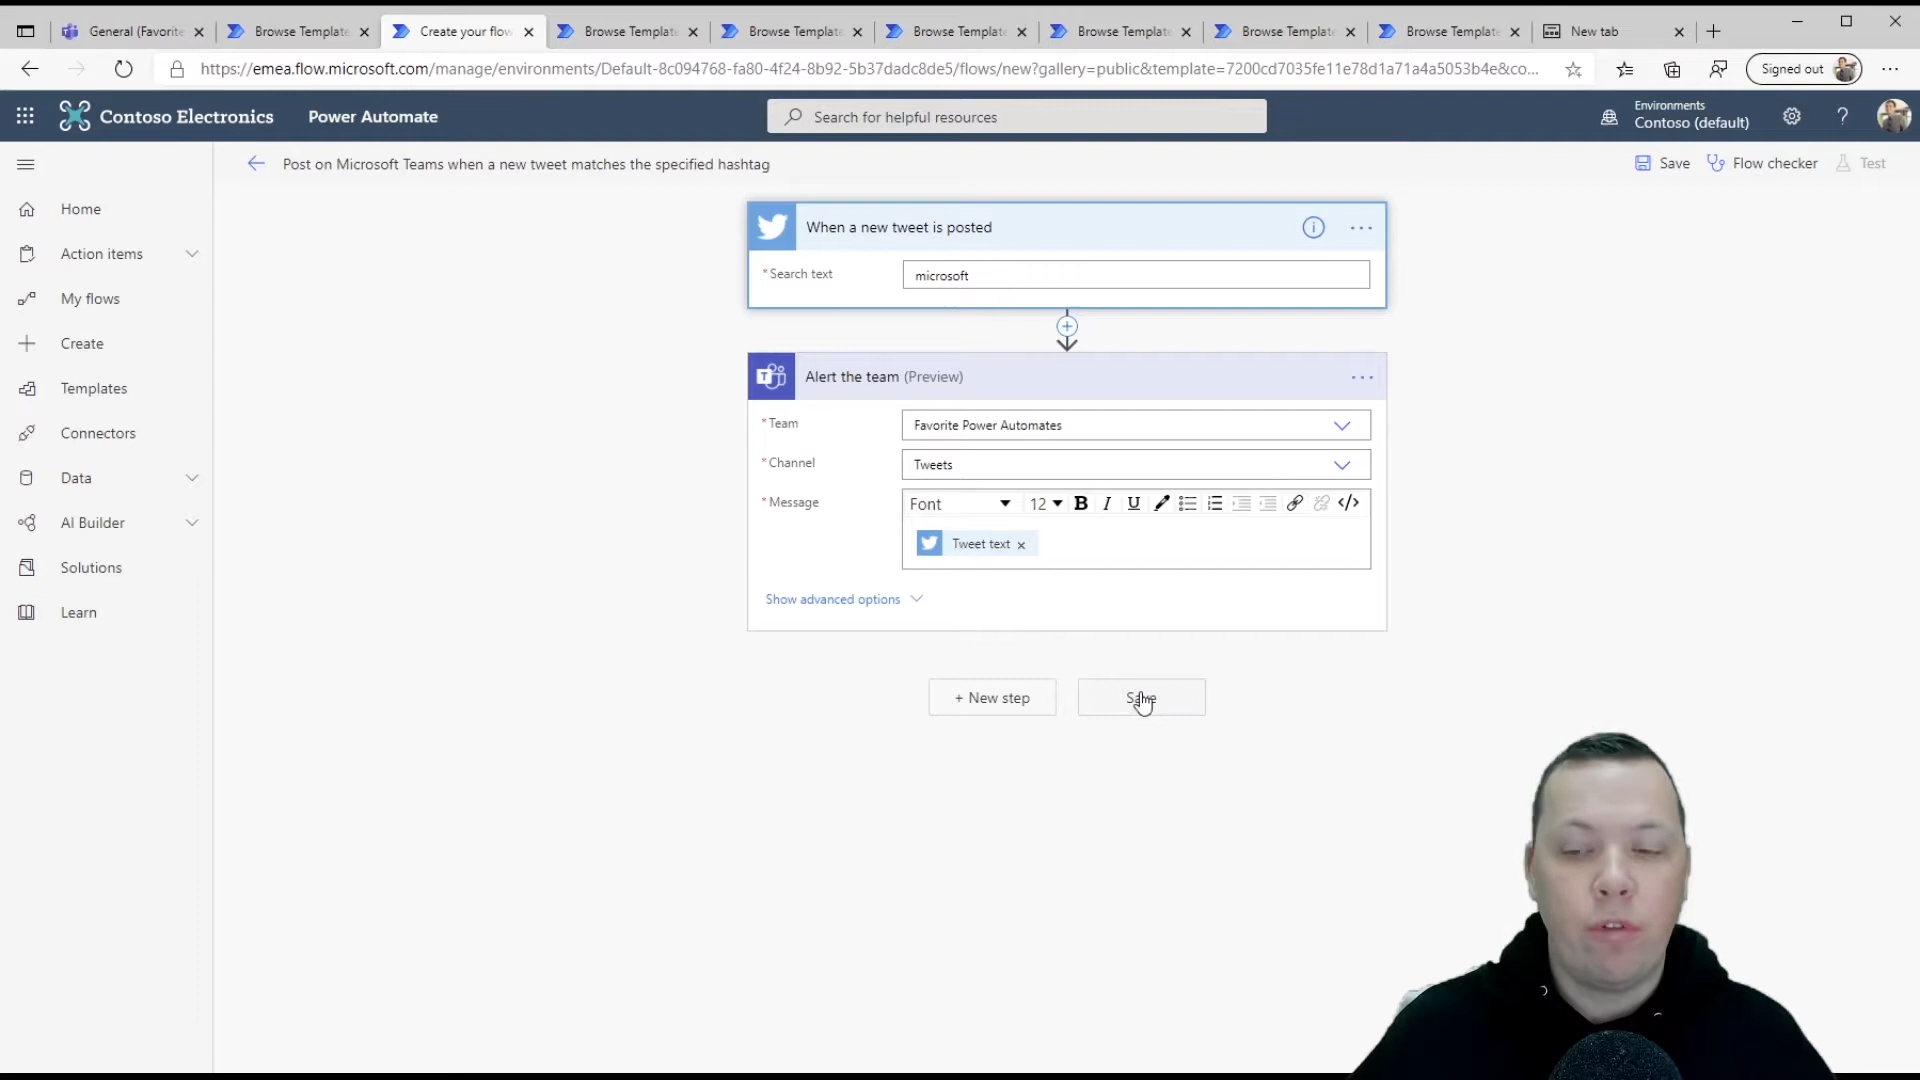 General (Favorite
Browse Template
Create your flow
Browse Template
Browse Template
Browse Template
Browse Template
Browse Template
Browse Template
New tab
https://emea.flow.microsoft.com/manage/environments/Default-8c094768-fa80-4f24-8b92-5b37dadc8de5/flows/new?gallery=public&template=7200cd7035fe11e78d1a71a4a5053b4e&co...
Signed out
Contoso Electronics
Power Automate
Search for helpful resources
Environments
Contoso (default)
?
Post on Microsoft Teams when a new tweet matches the specified hashtag
Save
Flow checker
Test
Home
Action items
My flows
Create
Templates
Connectors
Data
AI Builder
Solutions
Learn
When a new tweet is posted
* Search text
microsoft
Alert the team (Preview)
* Team
Favorite Power Automates
* Channel
Tweets
* Message
Font
12
B
I
U
</>
Tweet text ×
Show advanced options
+ New step
Save